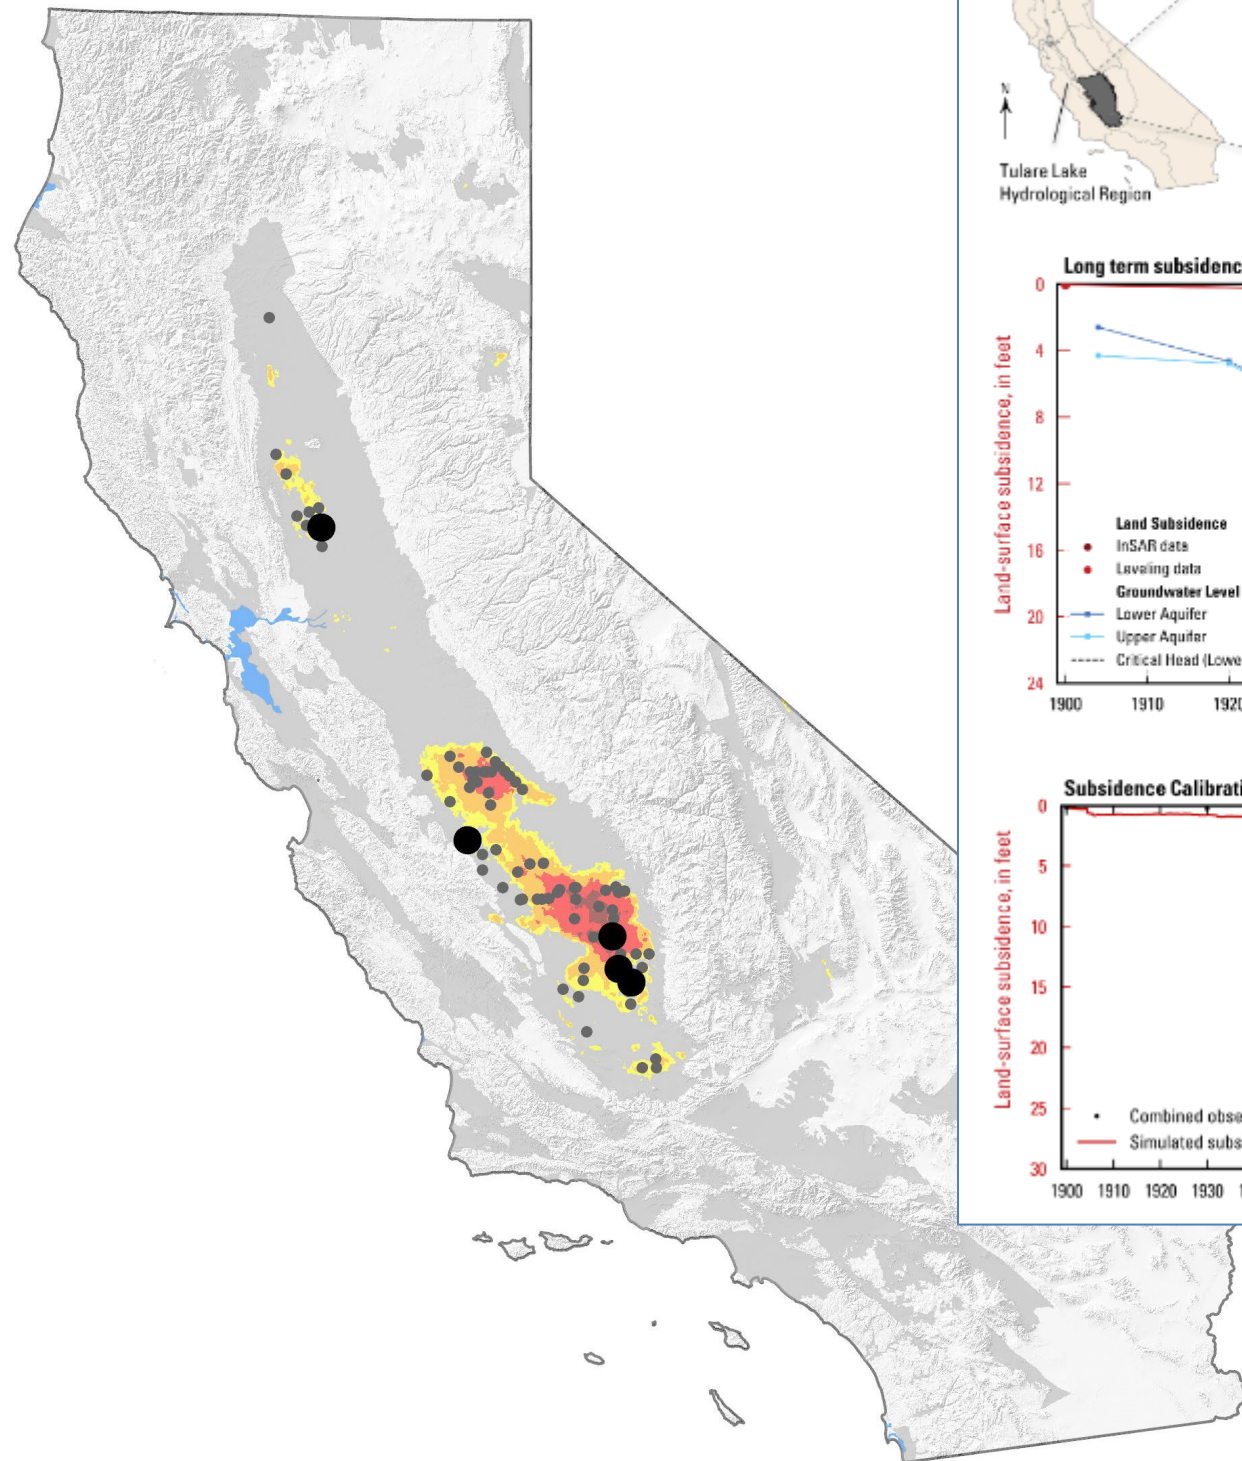 N
Tulare Lake
Hydrological Region
Long term subsidenc
0
4
8
12
16
20
24
Land-surface subsidence, in feet
Land Subsidence
InSAR data
Leveling data
Groundwater Level
Lower Aquifer
Upper Aquifer
Critical Head (Lowe
1900 1910 1920
Subsidence Calibrati
0
5
10
15
20
25
30
Land-surface subsidence, in feet
Combined obse
Simulated subs
1900 1910 1920 1930 1